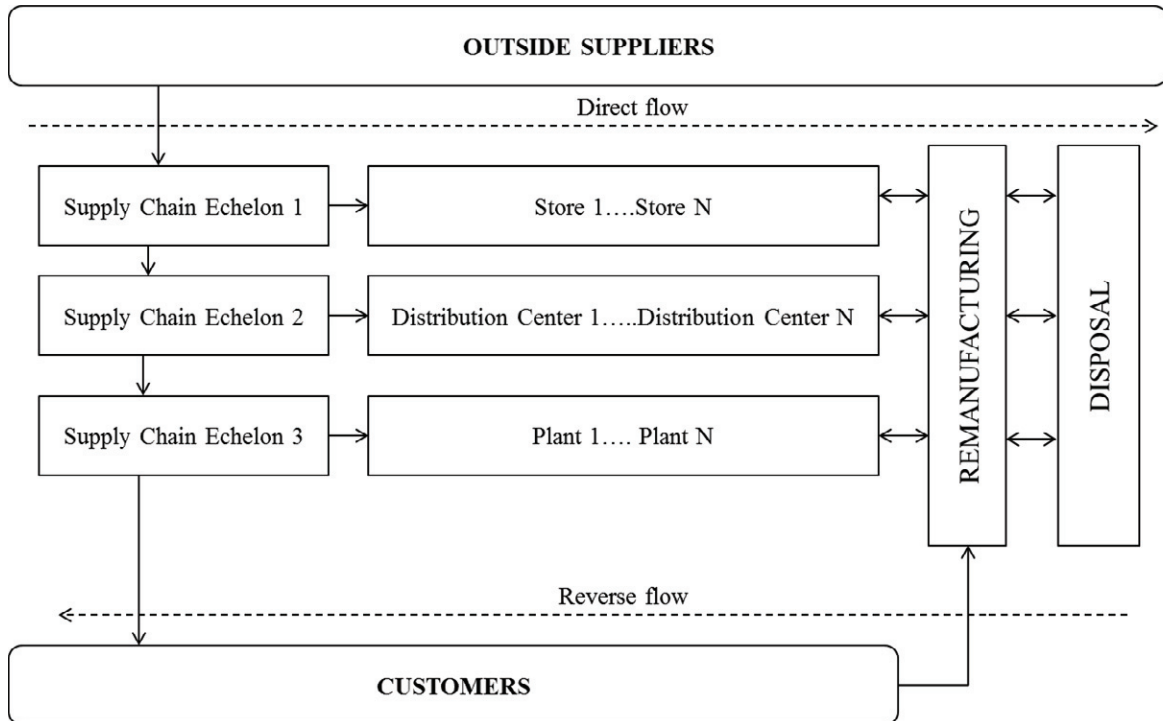 OUTSIDE SUPPLIERS
Direct flow
Supply Chain Echelon 1
Store 1….Store N
Supply Chain Echelon 2
Distribution Center 1…..Distribution Center N
Supply Chain Echelon 3
Plant 1…. Plant N
REMANUFACTURING
DISPOSAL
Reverse flow
CUSTOMERS